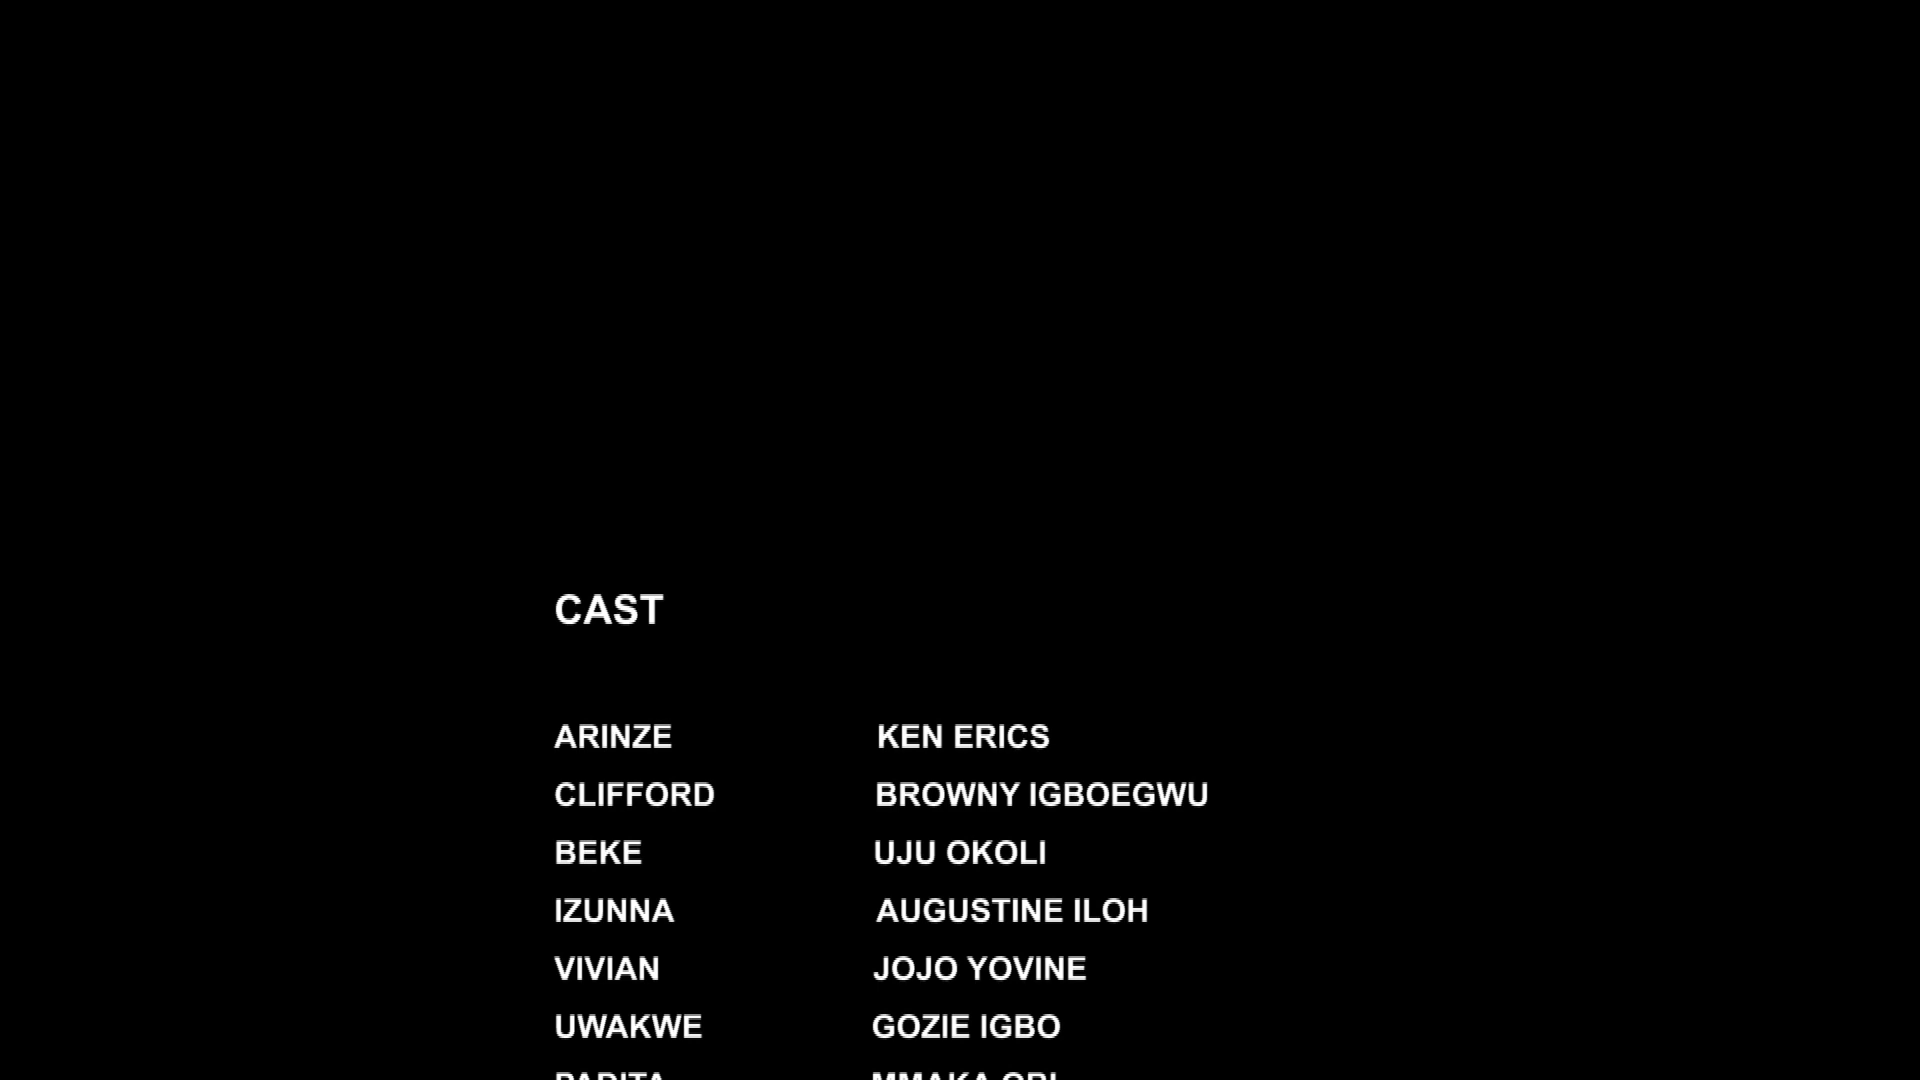 CAST
ARINZE KEN ERICS
CLIFFORD BROWNY IGBOEGWU
BEKE UJU OKOLI
IZUNNA AUGUSTINE ILOH
VIVIAN JOJO YOVINE
UWAKWE GOZIE IGBO